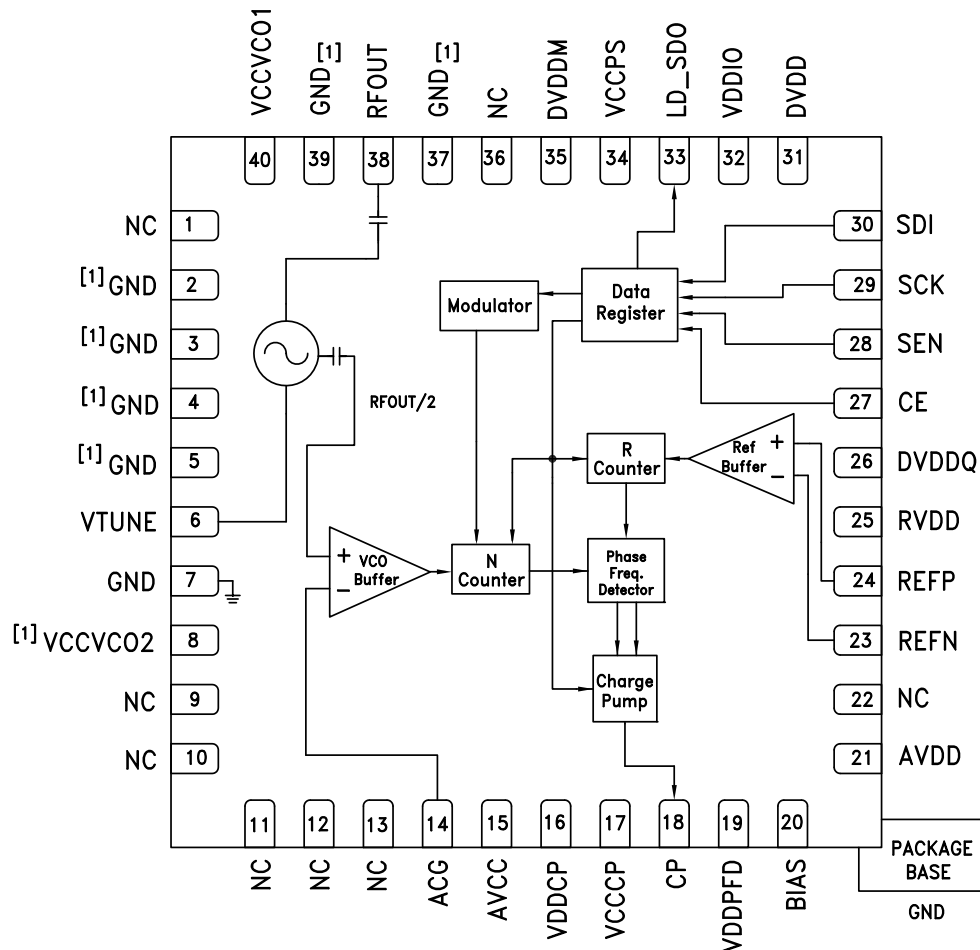 VCCVCO1
GND[1]
RFOUT
GND[1]
NC
DVDDM
VCCPS
LD_SDO
VDDIO
DVDD
40
39
38
37
36
35
34
33
32
31
NC 1
[1] GND 2
[1] GND 3
[1] GND 4
[1] GND 5
VTUNE 6
GND 7
[1] VCCVCO2 8
NC 9
NC 10
30 SDI
29 SCK
28 SEN
27 CE
26 DVDDQ
25 RVDD
24 REFP
23 REFN
22 NC
21 AVDD
Modulator
Data
Register
RFOUT/2
R
Counter
+
Ref
Buffer
−
+
VCO
Buffer
−
N
Counter
Phase
Freq.
Detector
Charge
Pump
11
12
13
14
15
16
17
18
19
20
NC
NC
NC
ACG
AVCC
VDDCP
VCCCP
CP
VDDPFD
BIAS
PACKAGE
BASE
GND